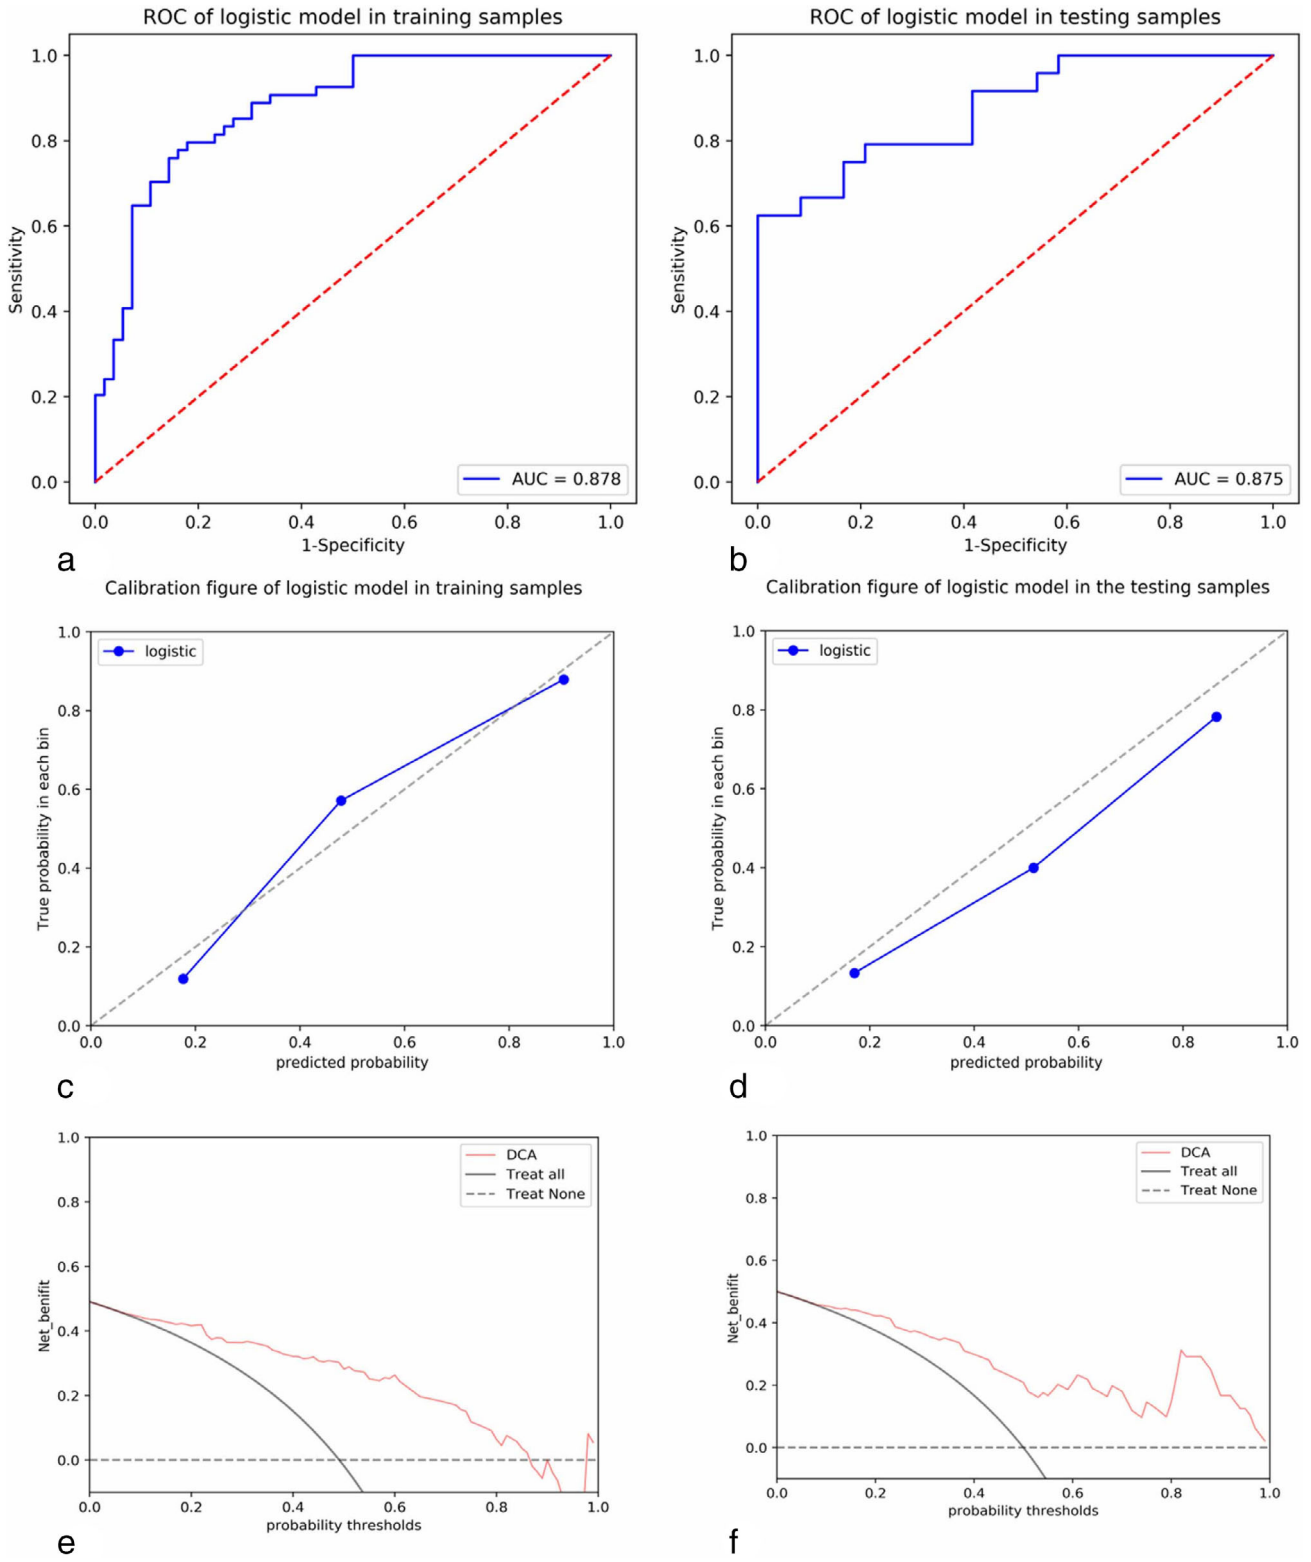 ROC of logistic model in training samples
1.0
0.8
0.6
0.4
0.2
0.0
Sensitivity
AUC = 0.878
0.0 0.2 0.4 0.6 0.8 1.0
1-Specificity
a
ROC of logistic model in testing samples
1.0
0.8
0.6
0.4
0.2
0.0
Sensitivity
AUC = 0.875
0.0 0.2 0.4 0.6 0.8 1.0
1-Specificity
b
Calibration figure of logistic model in training samples
1.0
0.8
0.6
0.4
0.2
0.0
True probability in each bin
logistic
0.0 0.2 0.4 0.6 0.8 1.0
predicted probability
c
Calibration figure of logistic model in the testing samples
1.0
0.8
0.6
0.4
0.2
0.0
True probability in each bin
logistic
0.0 0.2 0.4 0.6 0.8 1.0
predicted probability
d
1.0
0.8
0.6
0.4
0.2
0.0
Net_benifit
DCA
Treat all
Treat None
0.0 0.2 0.4 0.6 0.8 1.0
probability thresholds
e
1.0
0.8
0.6
0.4
0.2
0.0
Net_benifit
DCA
Treat all
Treat None
0.0 0.2 0.4 0.6 0.8 1.0
probability thresholds
f